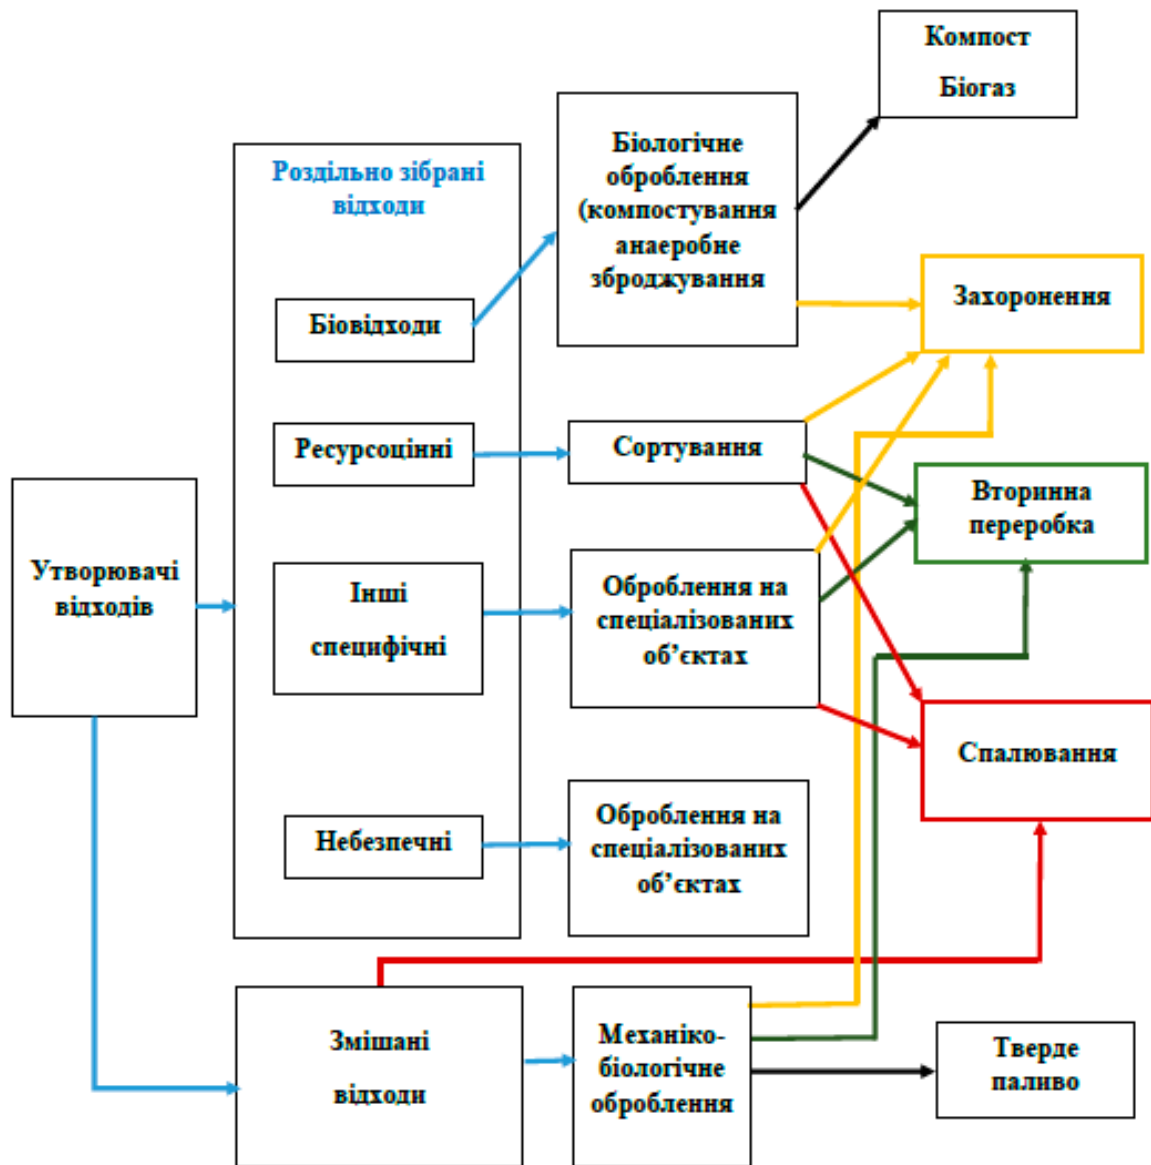 Компост
Біогаз
Біологічне
оброблення
(компостування
анаеробне
зброджування
Роздільно зібрані
відходи
Захоронення
Біовідходи
Ресурсоцінні
Сортування
Вторинна
переробка
Утворювачі
відходів
Інші
специфічні
Оброблення на
спеціалізованих
об’єктах
Спалювання
Небезпечні
Оброблення на
спеціалізованих
об’єктах
Змішані
відходи
Механіко-
біологічне
оброблення
Тверде
паливо